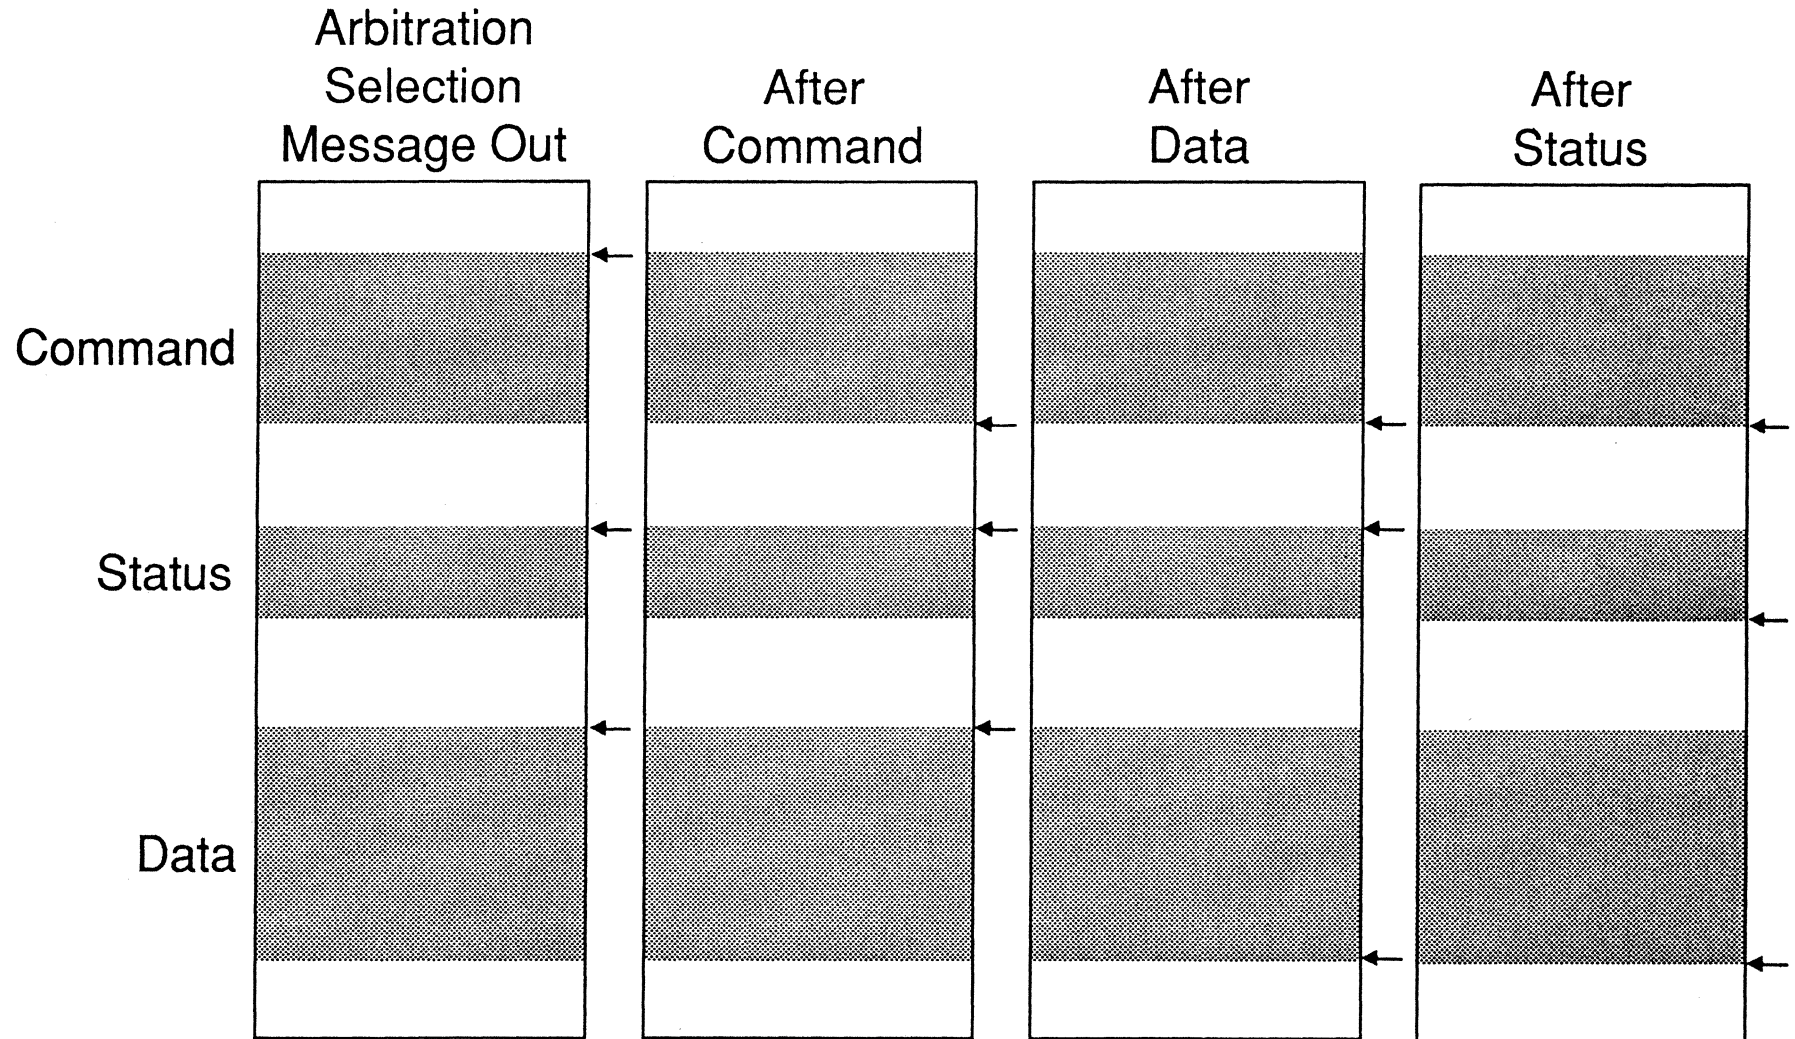 Arbitration
Selection
Message Out
After
Command
After
Data
After
Status
Command
Status
Data